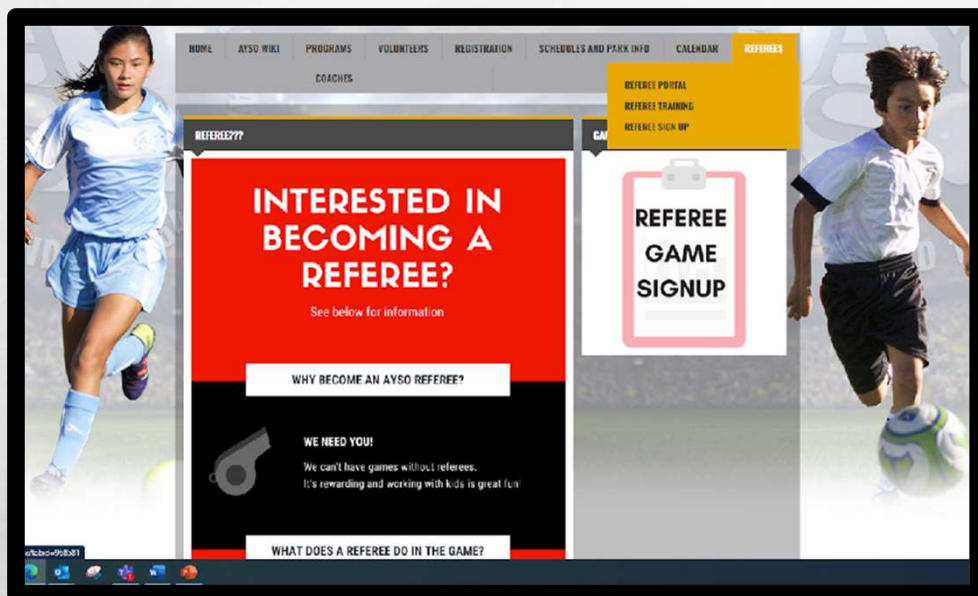 HOME AYSO WIKI PROGRAMS VOLUNTEERS REGISTRATION SCHEDULES AND PARK INFO CALENDAR REFEREES
COACHES
REFEREE PORTAL
REFEREE TRAINING
REFEREE SIGN UP
REFEREE???
INTERESTED IN
BECOMING A
REFEREE?
See below for information
WHY BECOME AN AYSO REFEREE?
WE NEED YOU!
We can't have games without referees.
It's rewarding and working with kids is great fun!
WHAT DOES A REFEREE DO IN THE GAME?
REFEREE
GAME
SIGNUP